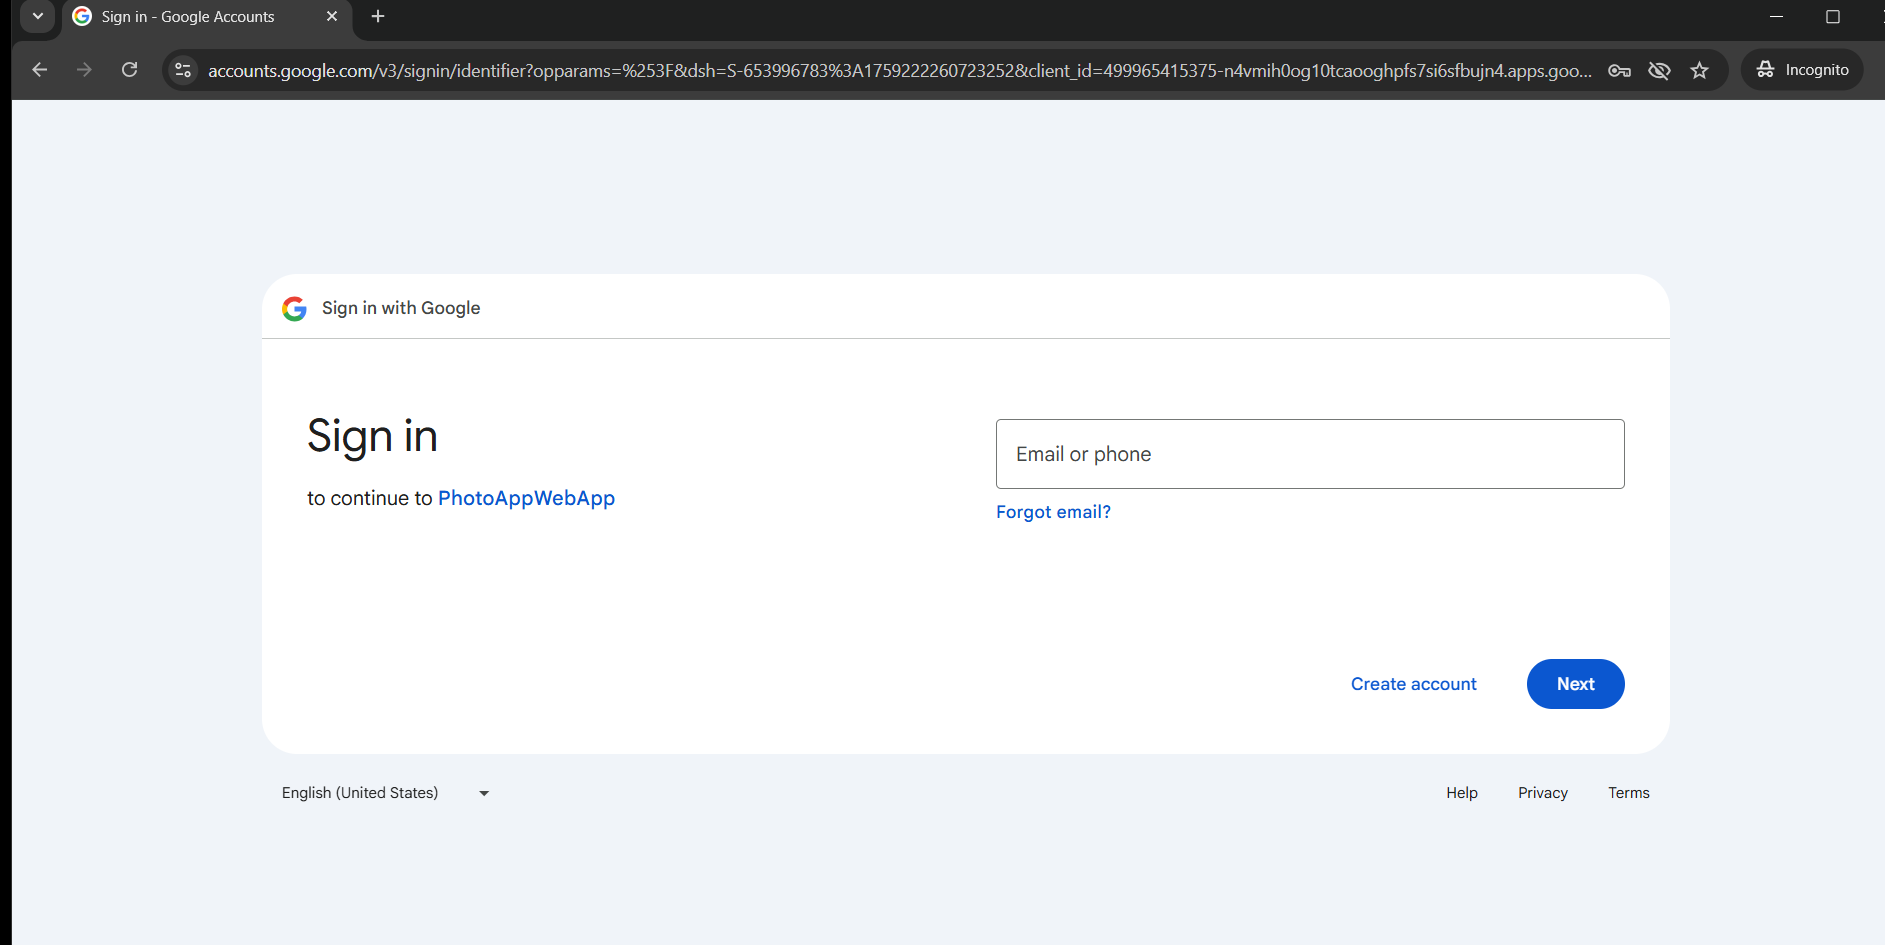 Sign in - Google Accounts
accounts.google.com/v3/signin/identifier?opparams=%253F&dsh=S-653996783%3A1759222260723252&client_id=499965415375-n4vmih0og10tcaooghpfs7si6sfbujn4.apps.goo...
Incognito
Sign in with Google
Sign in
to continue to PhotoAppWebApp
Email or phone
Forgot email?
Create account
Next
English (United States)
Help
Privacy
Terms